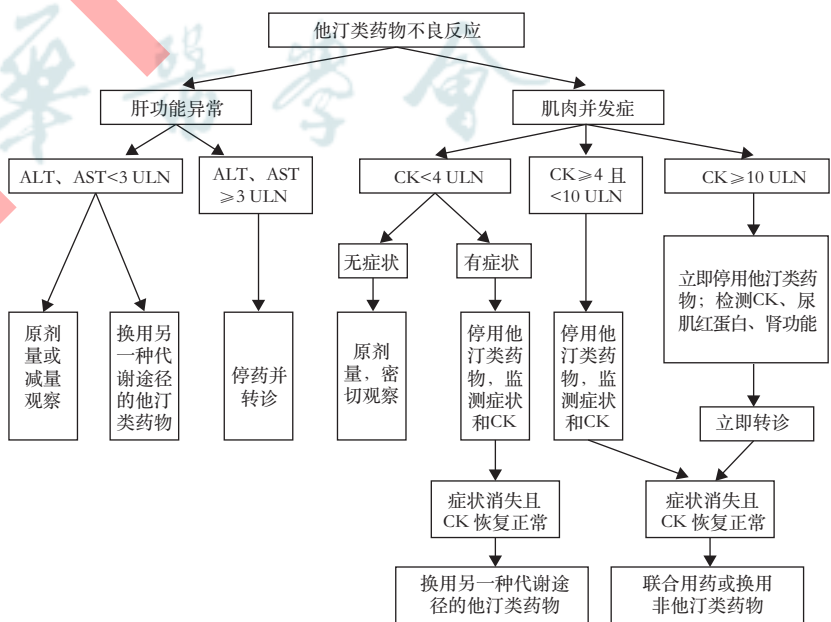 他汀类药物不良反应
肝功能异常
肌肉并发症
ALT、AST<3 ULN
ALT、AST
≥3 ULN
CK<4 ULN
CK≥4 且
<10 ULN
CK≥10 ULN
无症状
有症状
立即停用他汀类药
物；检测CK、尿
肌红蛋白、肾功能
原剂
量或
减量
观察
换用另
一种代
谢途径
的他汀
类药物
停药并
转诊
原剂
量，密
切观察
停用他
汀类药
物，监
测症状
和CK
停用他
汀类药
物，监
测症状
和CK
立即转诊
症状消失且
CK 恢复正常
症状消失且
CK 恢复正常
换用另一种代谢途
径的他汀类药物
联合用药或换用
非他汀类药物
華醫學會